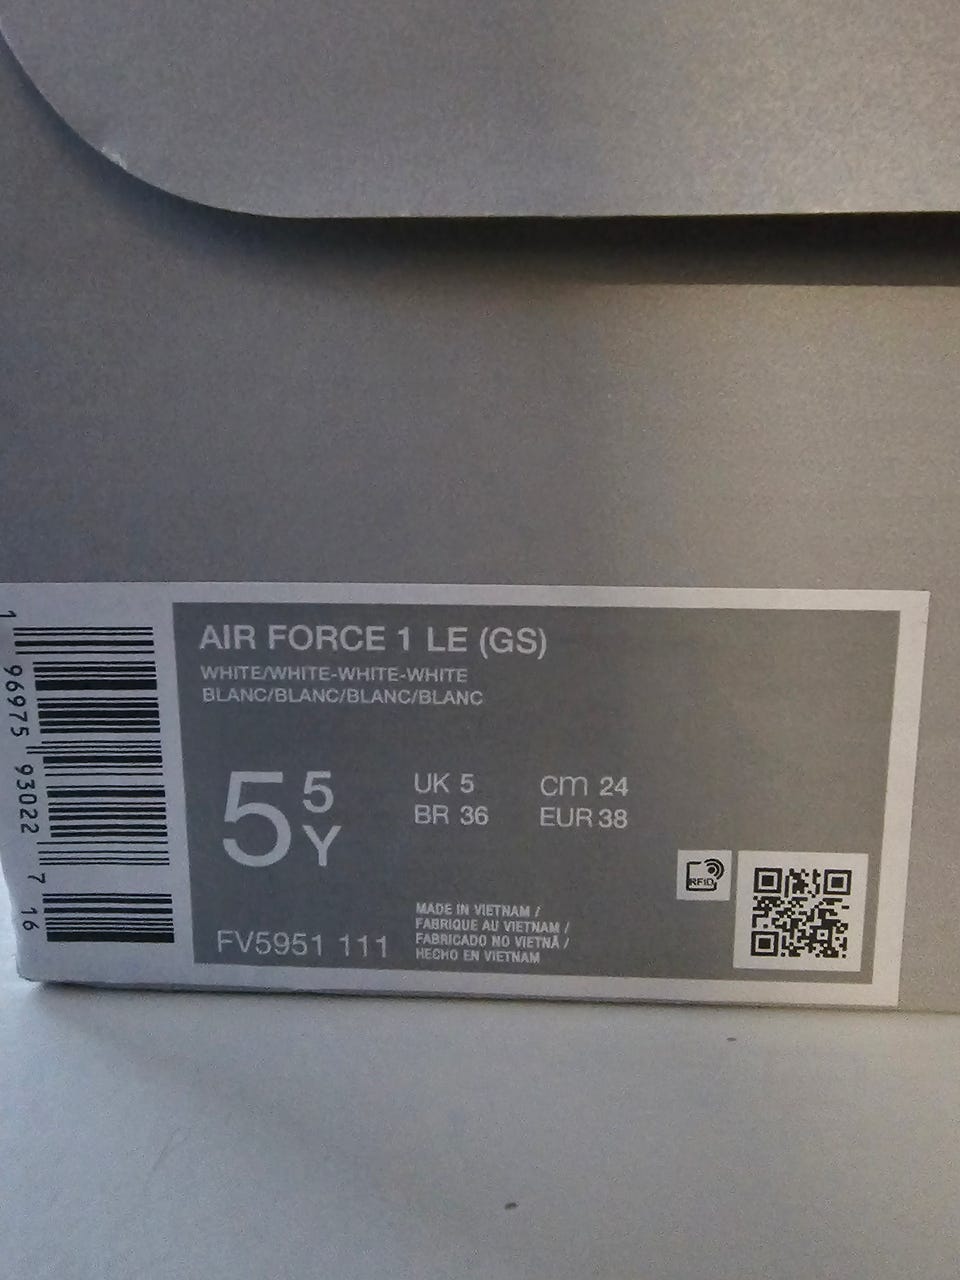 AIR FORCE 1 LE (GS)
WHITE/WHITE-WHITE-WHITE
BLANC/BLANC/BLANC/BLANC
5 5Y
UK 5 cm 24
BR 36 EUR 38
FV5951 111
MADE IN VIETNAM /
FABRIQUE AU VIETNAM /
FABRICADO NO VIETNÃ /
HECHO EN VIETNAM
RFID
1 96975 93022 7 16